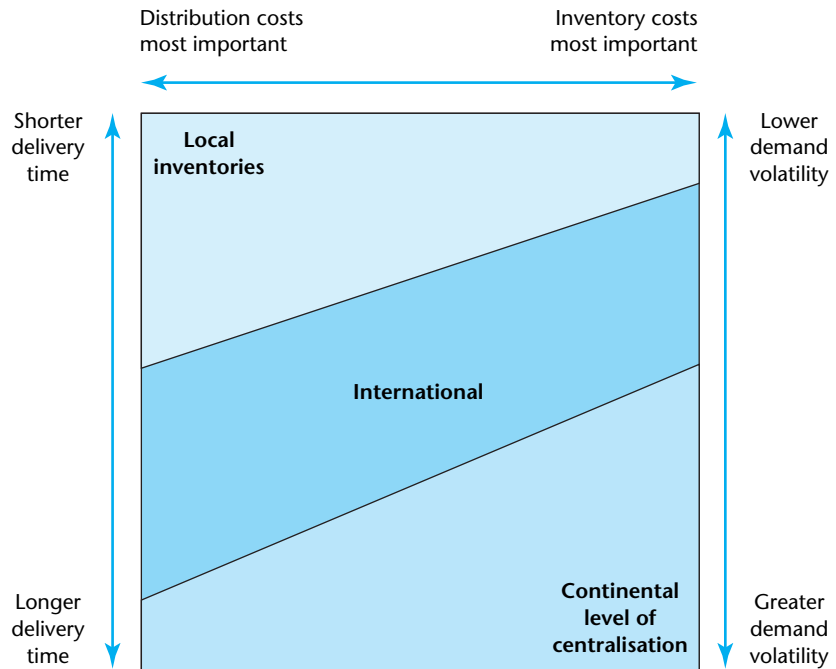 Distribution costs
most important
Inventory costs
most important
Shorter
delivery
time
Local
inventories
Lower
demand
volatility
International
Longer
delivery
time
Continental
level of
centralisation
Greater
demand
volatility